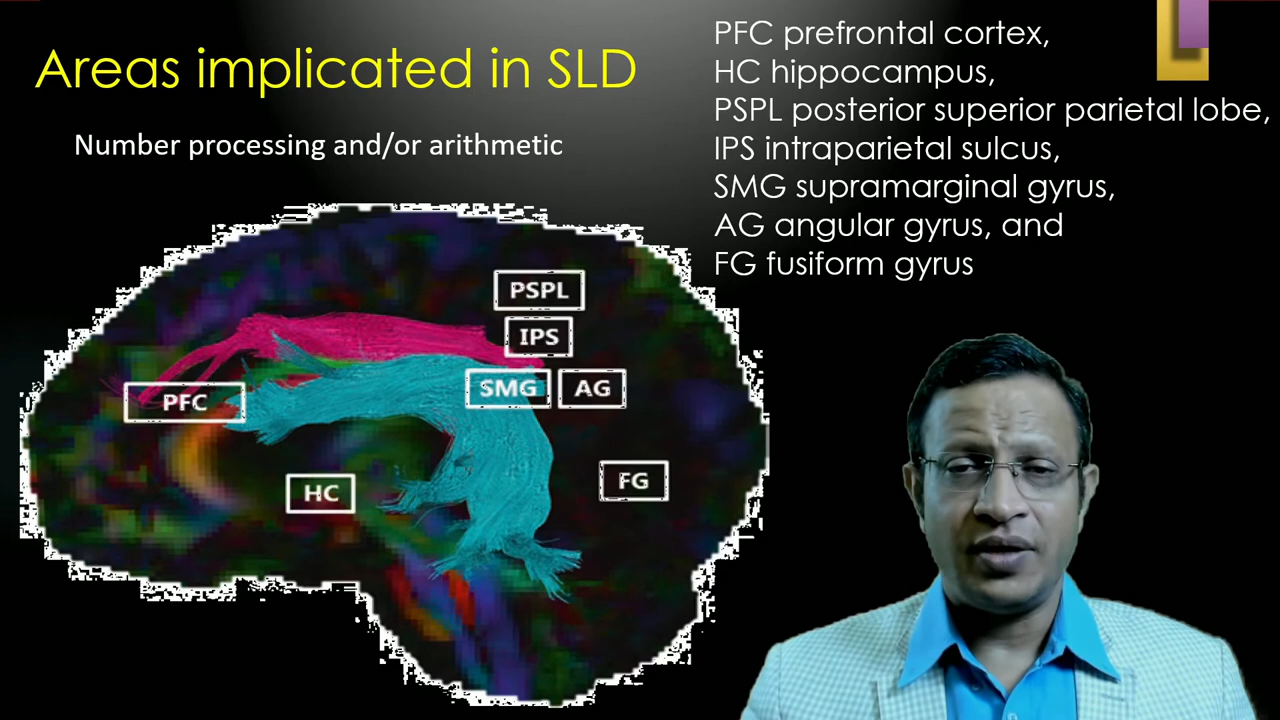 Areas implicated in SLD
Number processing and/or arithmetic
PFC prefrontal cortex,
HC hippocampus,
PSPL posterior superior parietal lobe,
IPS intraparietal sulcus,
SMG supramarginal gyrus,
AG angular gyrus, and
FG fusiform gyrus
PSPL
IPS
SMG AG
PFC
FG
HC